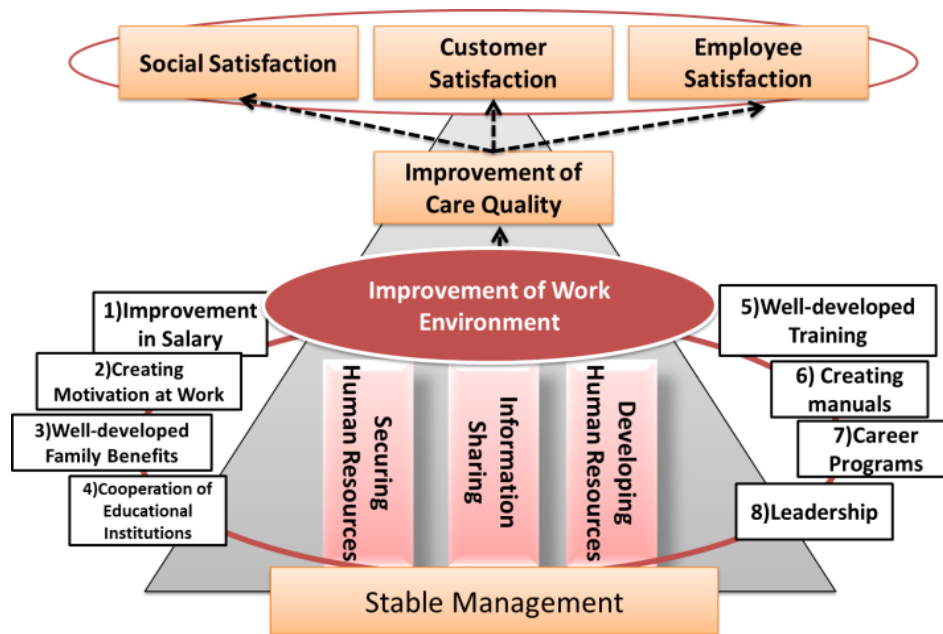 Social Satisfaction
Customer
Satisfaction
Employee
Satisfaction
Improvement of
Care Quality
Improvement of Work
Environment
1)Improvement
in Salary
2)Creating
Motivation at Work
3)Well-developed
Family Benefits
4)Cooperation of
Educational
Institutions
Securing
Human Resources
Information
Sharing
Developing
Human Resources
5)Well-developed
Training
6) Creating
manuals
7)Career
Programs
8)Leadership
Stable Management